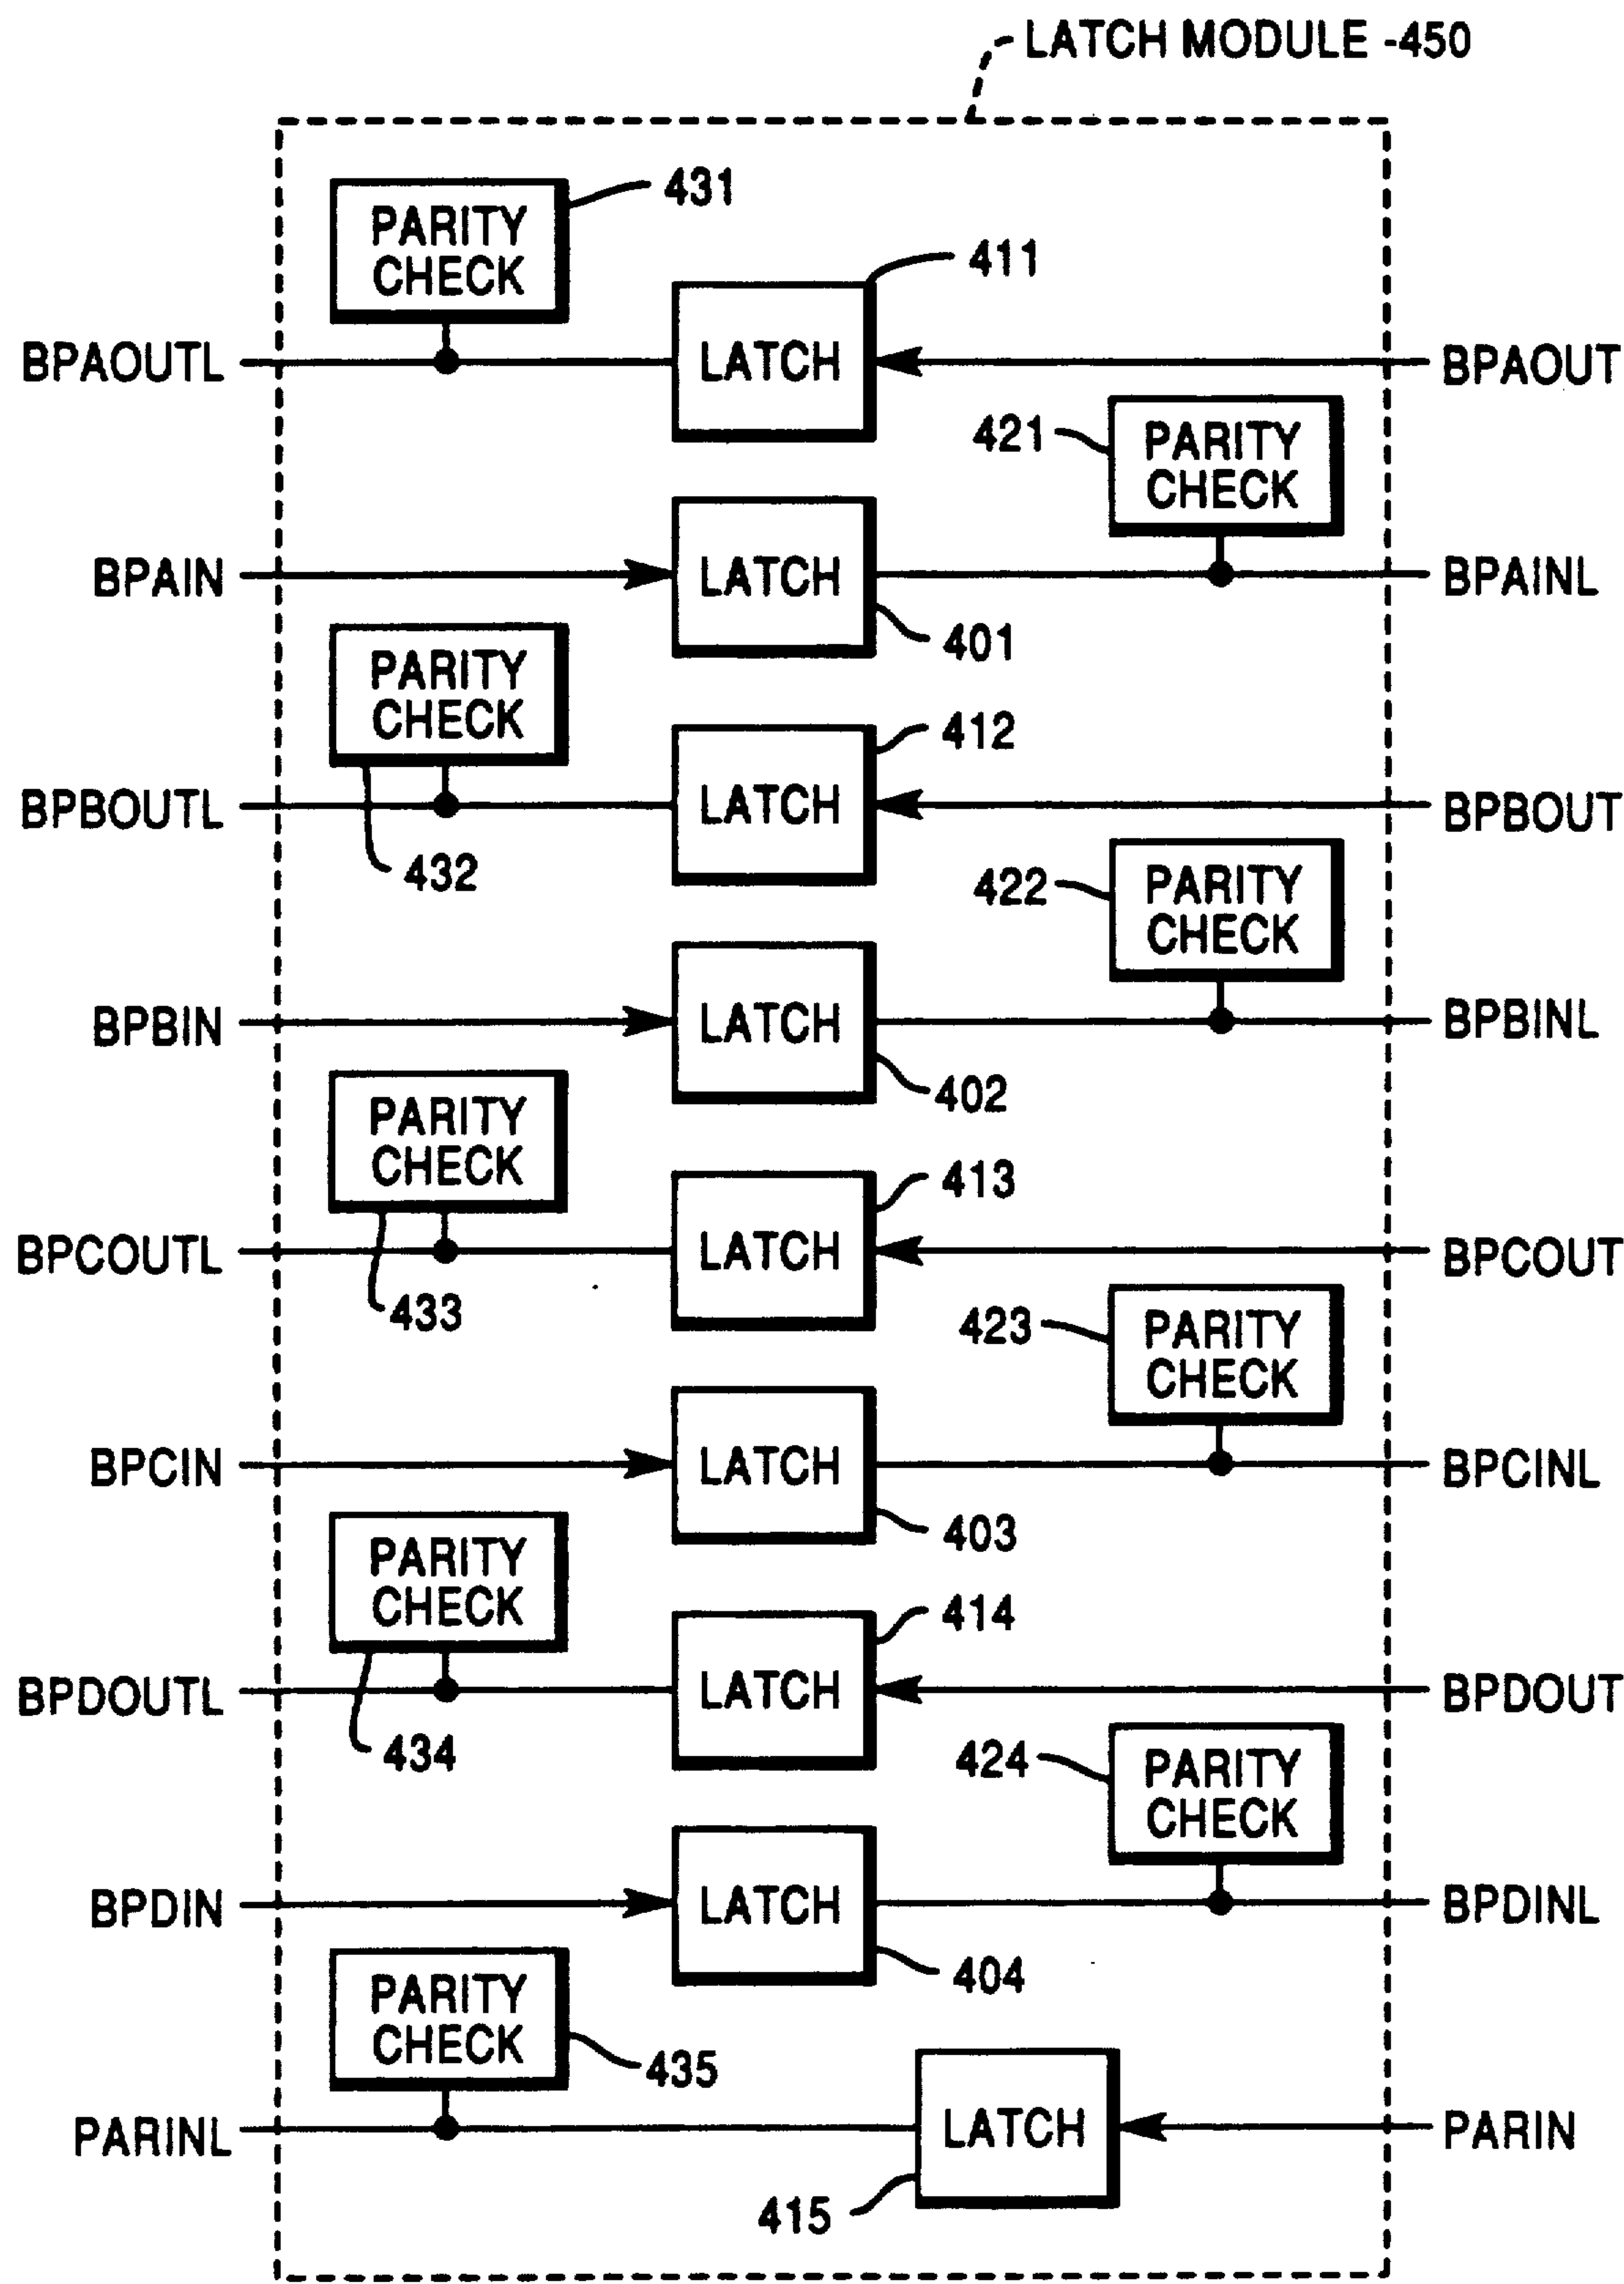 LATCH MODULE -450
PARITY
CHECK
431
411
BPAOUTL
LATCH
BPAOUT
421
PARITY
CHECK
BPAIN
LATCH
BPAINL
401
PARITY
CHECK
412
BPBOUTL
LATCH
BPBOUT
432
422
PARITY
CHECK
BPBIN
LATCH
BPBINL
402
PARITY
CHECK
413
BPCOUTL
LATCH
BPCOUT
433
423
PARITY
CHECK
BPCIN
LATCH
BPCINL
403
PARITY
CHECK
414
BPDOUTL
LATCH
BPDOUT
434
424
PARITY
CHECK
BPDIN
LATCH
BPDINL
404
PARITY
CHECK
435
PARINL
LATCH
PARIN
415